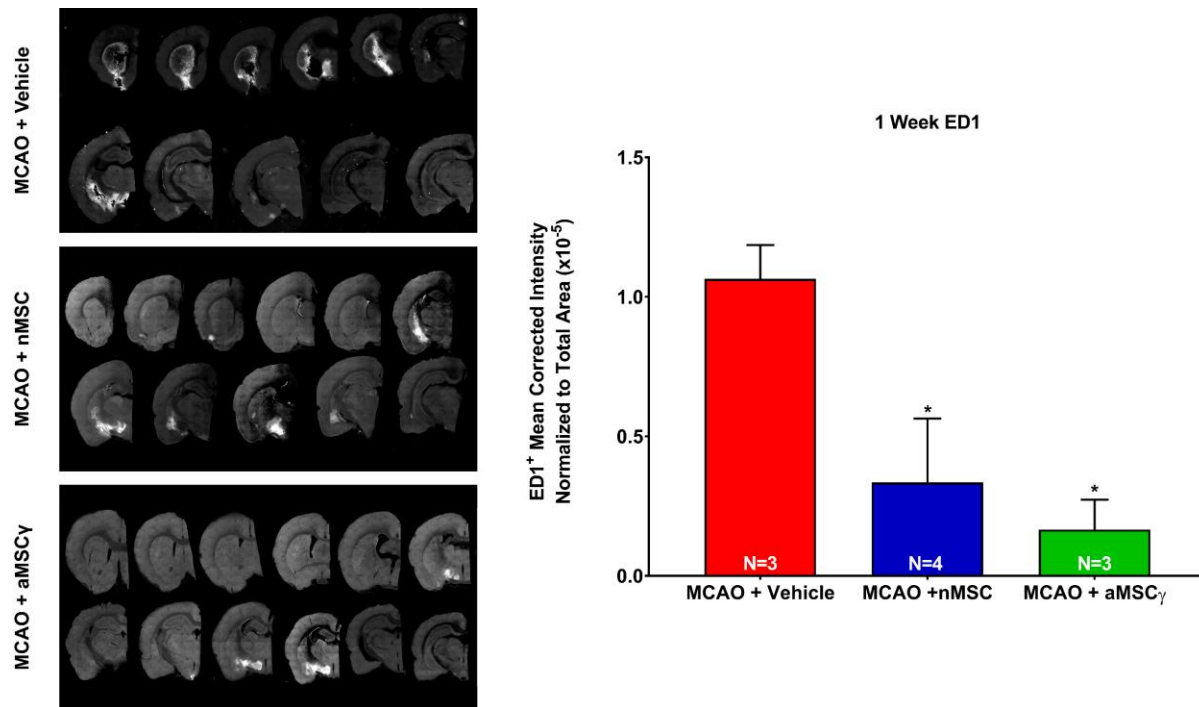 MCAO + Vehicle
MCAO + nMSC
MCAO + aMSCγ
1 Week ED1
ED1⁺ Mean Corrected Intensity
Normalized to Total Area (x10⁻⁵)
1.5
1.0
0.5
0.0
*
*
N=3
N=4
N=3
MCAO + Vehicle
MCAO +nMSC
MCAO + aMSCγ